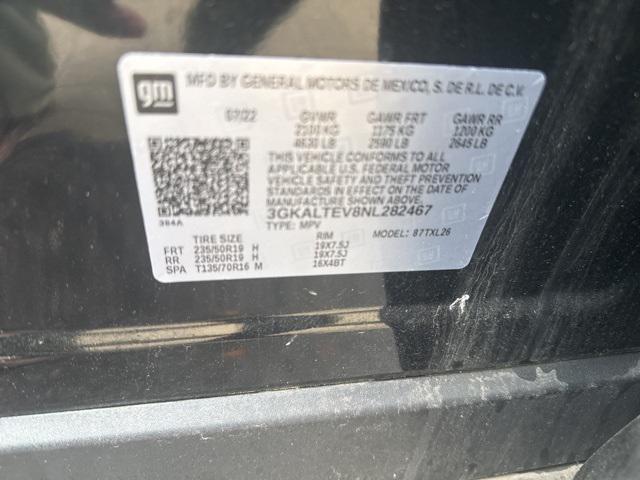 gm MFD BY GENERAL MOTORS DE MEXICO, S. DE R.L. DE C.V.
07/22 GVWR GAWR FRT GAWR RR
2100 KG 1175 KG 1200 KG
4630 LB 2590 LB 2645 LB
THIS VEHICLE CONFORMS TO ALL
APPLICABLE U.S. FEDERAL MOTOR
VEHICLE SAFETY AND BUMPER
STANDARDS IN EFFECT ON THE DATE OF
MANUFACTURE SHOWN ABOVE.
3GKALTEV8NL282467
384A TYPE: MPV MODEL: 87TXL26
TIRE SIZE RIM
FRT 235/50R19 H 19X7.5J
RR 235/50R19 H 19X7.5J
SPA T135/70R16 M 16X4BT